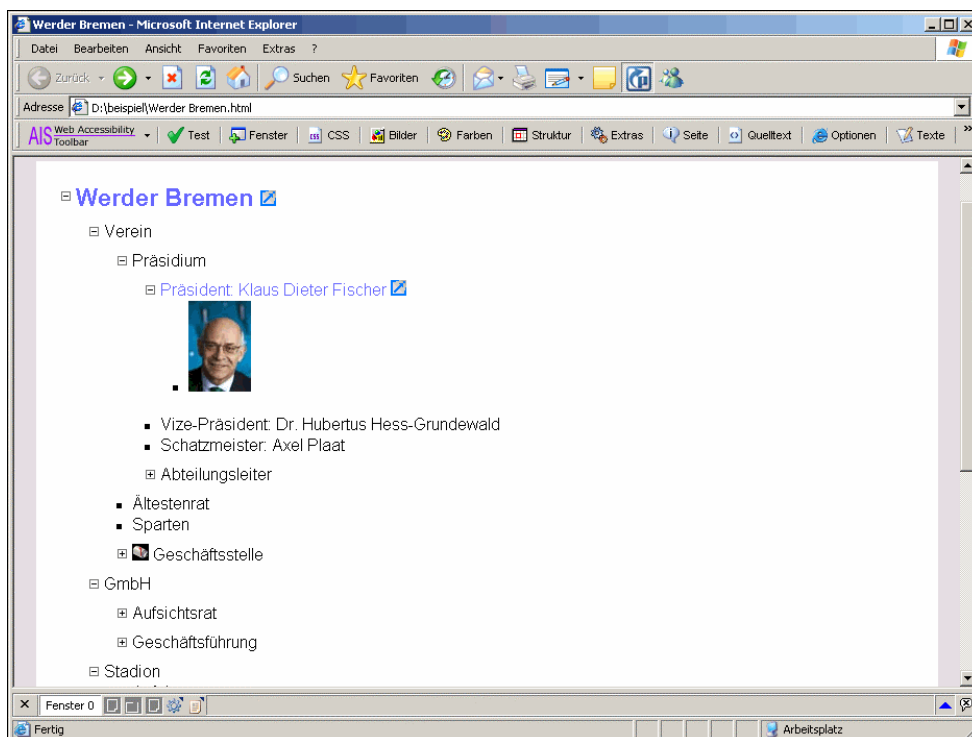 Werder Bremen - Microsoft Internet Explorer
Datei Bearbeiten Ansicht Favoriten Extras ?
Zurück Suchen Favoriten
Adresse D:\beispiel\Werder Bremen.html
AIS Web Accessibility Toolbar Test Fenster CSS Bilder Farben Struktur Extras Seite Quelltext Optionen Texte »
Werder Bremen
Verein
Präsidium
Präsident: Klaus Dieter Fischer
Vize-Präsident: Dr. Hubertus Hess-Grundewald
Schatzmeister: Axel Plaat
Abteilungsleiter
Ältestenrat
Sparten
Geschäftsstelle
GmbH
Aufsichtsrat
Geschäftsführung
Stadion
Fenster 0
Fertig Arbeitsplatz